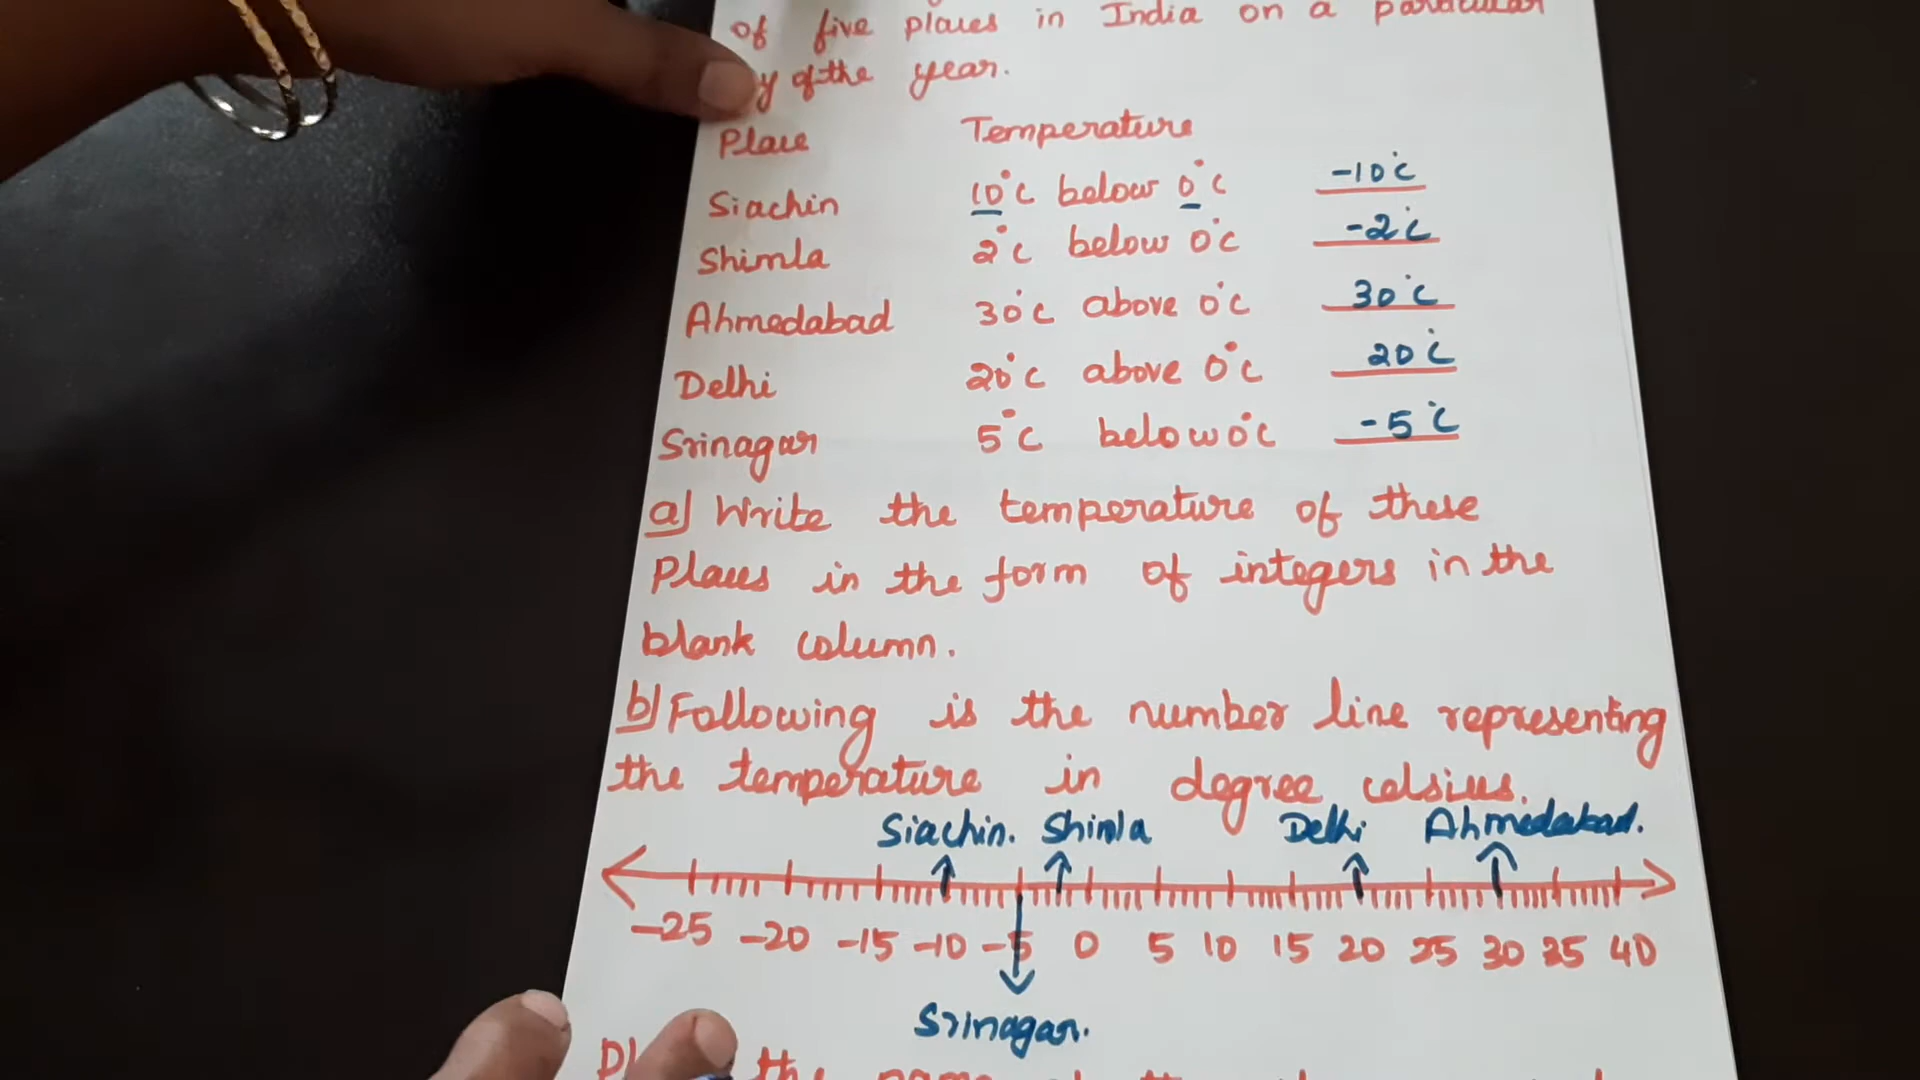 of five places in India on a particular
y of the year.
Place Temperature
Siachin 10°C below 0°C -10°C
Shimla 2°C below 0°C -2°C
Ahmedabad 30°C above 0°C 30°C
Delhi 20°C above 0°C 20°C
Srinagar 5°C below 0°C -5°C
a) Write the temperature of these
Places in the form of integers in the
blank column.
b) Following is the number line representing
the temperature in degree celsius.
Siachin. Shimla Delhi Ahmedabad.
-25 -20 -15 -10 -5 0 5 10 15 20 25 30 35 40
Srinagar.
the name